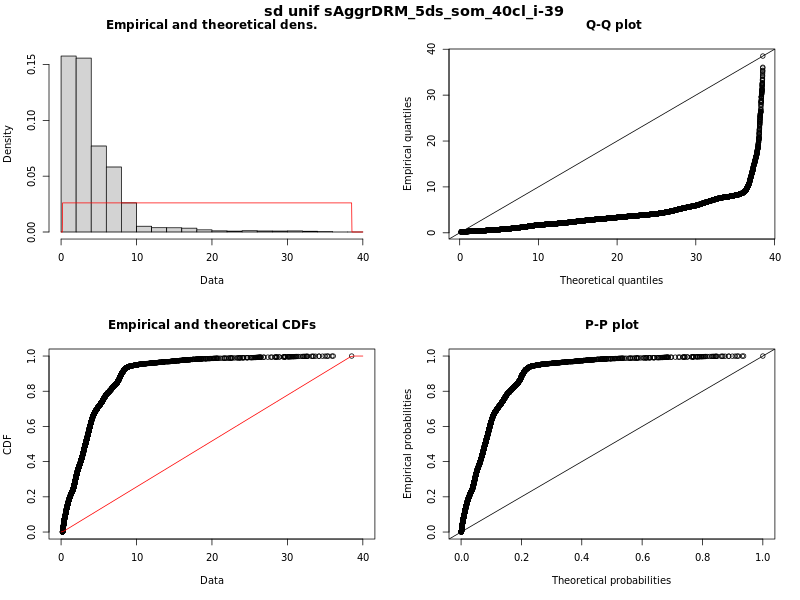 sd unif sAggrDRM_5ds_som_40cl_i-39
Empirical and theoretical dens.
Density
0.00 0.05 0.10 0.15
0 10 20 30 40
Data
Q-Q plot
Empirical quantiles
0 10 20 30 40
0 10 20 30 40
Theoretical quantiles
Empirical and theoretical CDFs
CDF
0.0 0.2 0.4 0.6 0.8 1.0
0 10 20 30 40
Data
P-P plot
Empirical probabilities
0.0 0.2 0.4 0.6 0.8 1.0
0.0 0.2 0.4 0.6 0.8 1.0
Theoretical probabilities